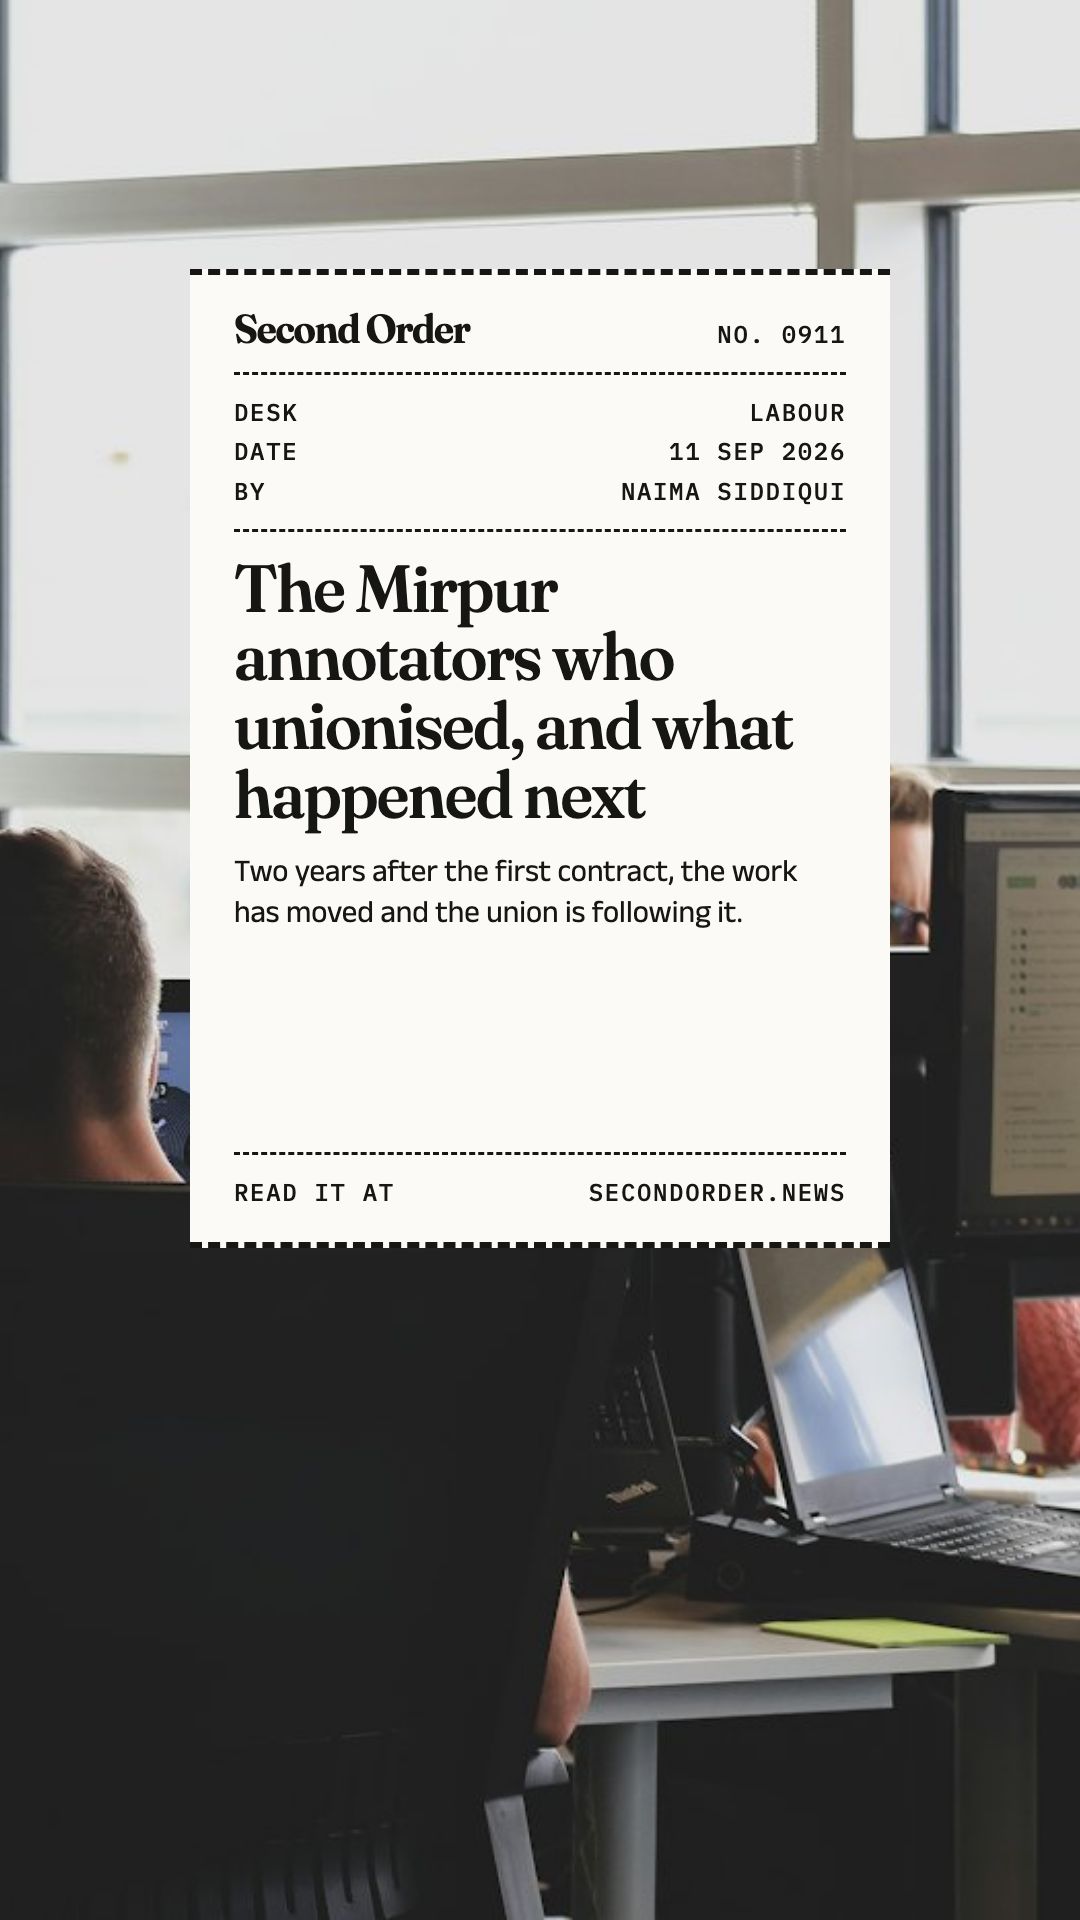 Second Order
NO. 0911
DESK LABOUR
DATE 11 SEP 2026
BY NAIMA SIDDIQUI
The Mirpur
annotators who
unionised, and what
happened next
Two years after the first contract, the work
has moved and the union is following it.
READ IT AT SECONDORDER.NEWS
ThinkPad